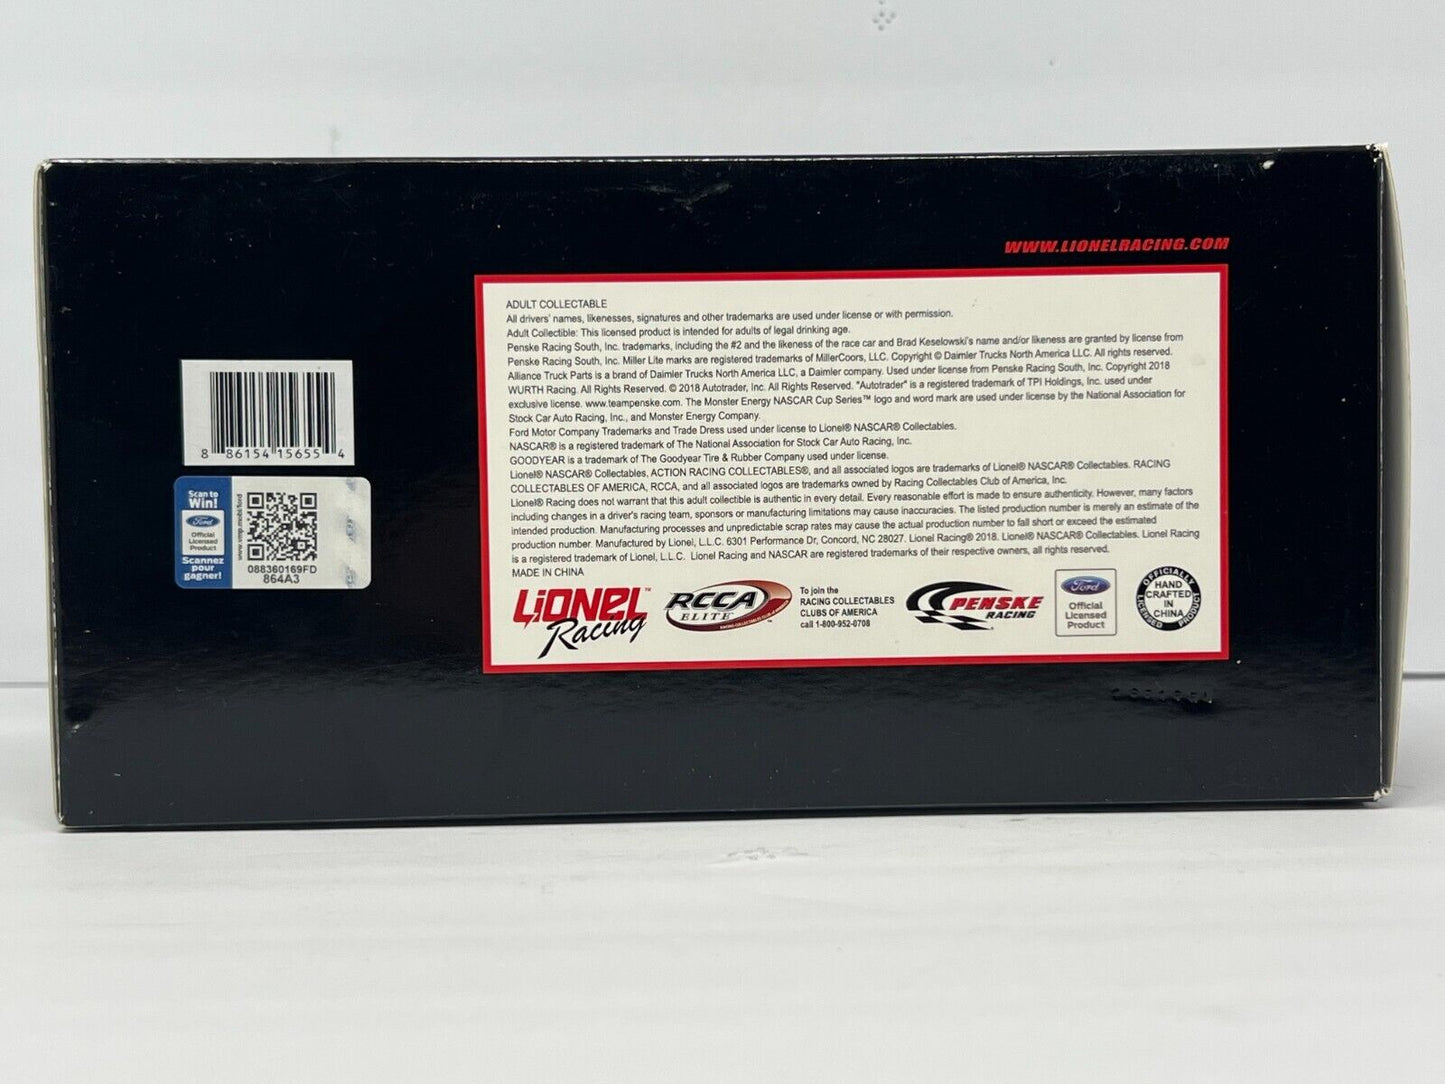 WWW.LIONELRACING.COM
ADULT COLLECTABLE
All drivers' names, likenesses, signatures and other trademarks are used under license or with permission.
Adult Collectible: This licensed product is intended for adults of legal drinking age.
Penske Racing South, Inc. trademarks, including the #2 and the likeness of the race car and Brad Keselowski's name and/or likeness are granted by license from
Penske Racing South, Inc. Miller Lite marks are registered trademarks of MillerCoors, LLC. Copyright © Daimler Trucks North America LLC. All rights reserved.
Alliance Truck Parts is a brand of Daimler Trucks North America LLC, a Daimler company. Used under license from Penske Racing South, Inc. Copyright 2018
WURTH Racing. All Rights Reserved. © 2018 Autotrader, Inc. All Rights Reserved. "Autotrader" is a registered trademark of TPI Holdings, Inc. used under
exclusive license. www.teampenske.com. The Monster Energy NASCAR Cup Series™ logo and word mark are used under license by the National Association for
Stock Car Auto Racing, Inc., and Monster Energy Company.
Ford Motor Company Trademarks and Trade Dress used under license to Lionel® NASCAR® Collectables.
NASCAR® is a registered trademark of The National Association for Stock Car Auto Racing, Inc.
GOODYEAR is a trademark of The Goodyear Tire & Rubber Company used under license.
Lionel® NASCAR® Collectables, ACTION RACING COLLECTABLES®, and all associated logos are trademarks of Lionel® NASCAR® Collectables. RACING
COLLECTABLES OF AMERICA, RCCA, and all associated logos are trademarks owned by Racing Collectables Club of America, Inc.
Lionel® Racing does not warrant that this adult collectible is authentic in every detail. Every reasonable effort is made to ensure authenticity. However, many factors
including changes in a driver's racing team, sponsors or manufacturing limitations may cause inaccuracies. The listed production number is merely an estimate of the
intended production. Manufacturing processes and unpredictable scrap rates may cause the actual production number to fall short or exceed the estimated
production number. Manufactured by Lionel, L.L.C. 6301 Performance Dr, Concord, NC 28027. Lionel Racing® 2018. Lionel® NASCAR® Collectables. Lionel Racing
is a registered trademark of Lionel, L.L.C. Lionel Racing and NASCAR are registered trademarks of their respective owners, all rights reserved.
MADE IN CHINA
LIONEL™
Racing
RCCA
ELITE™
To join the
RACING COLLECTABLES
CLUBS OF AMERICA
call 1-800-952-0708
PENSKE
RACING
Ford
Official
Licensed
Product
OFFICIALLY
LICENSED PRODUCT
HAND
CRAFTED
IN
CHINA
8 86154 15655 4
Scan to
Win!
Ford
Official
Licensed
Product
Scannez
pour
gagner!
www.vmp.mobi/ford
088360169FD
864A3